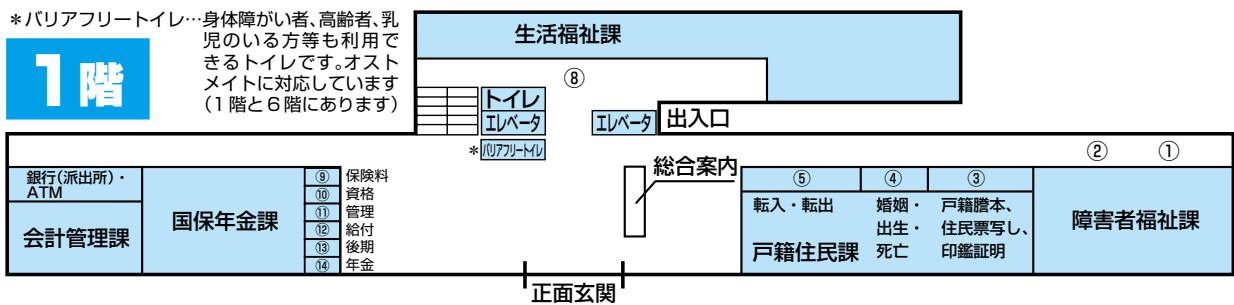 *バリアフリートイレ…身体障がい者、高齢者、乳
児のいる方等も利用で
きるトイレです。オスト
メイトに対応しています
(1階と6階にあります)
1階
生活福祉課
⑧
トイレ
エレベータ
エレベータ
出入口
*バリアフリートイレ
②
①
総合案内
銀行(派出所)・
ATM
会計管理課
国保年金課
⑨ 保険料
⑩ 資格
⑪ 管理
⑫ 給付
⑬ 後期
⑭ 年金
⑤
転入・転出
戸籍住民課
④
婚姻・
出生・
死亡
③
戸籍謄本、
住民票写し、
印鑑証明
障害者福祉課
正面玄関